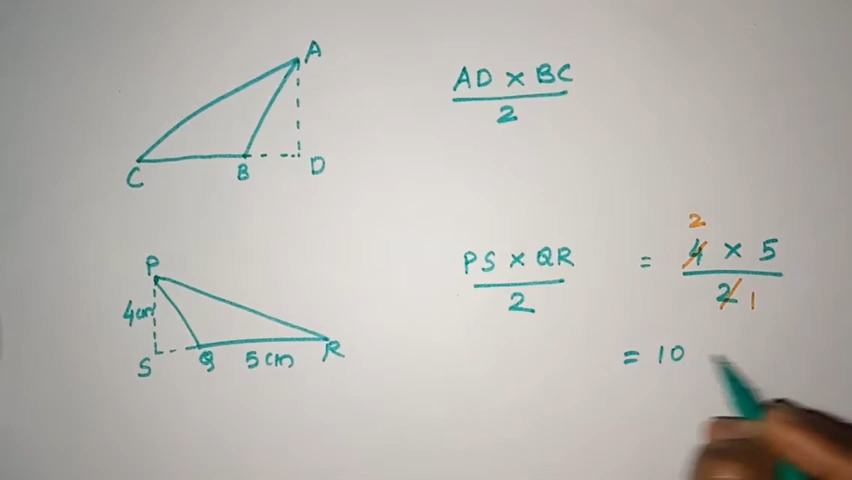 A
C B D
AD × BC
2
P
4cm
S Q 5cm R
PS × QR
2
= 4 × 5
2
2 1
= 10